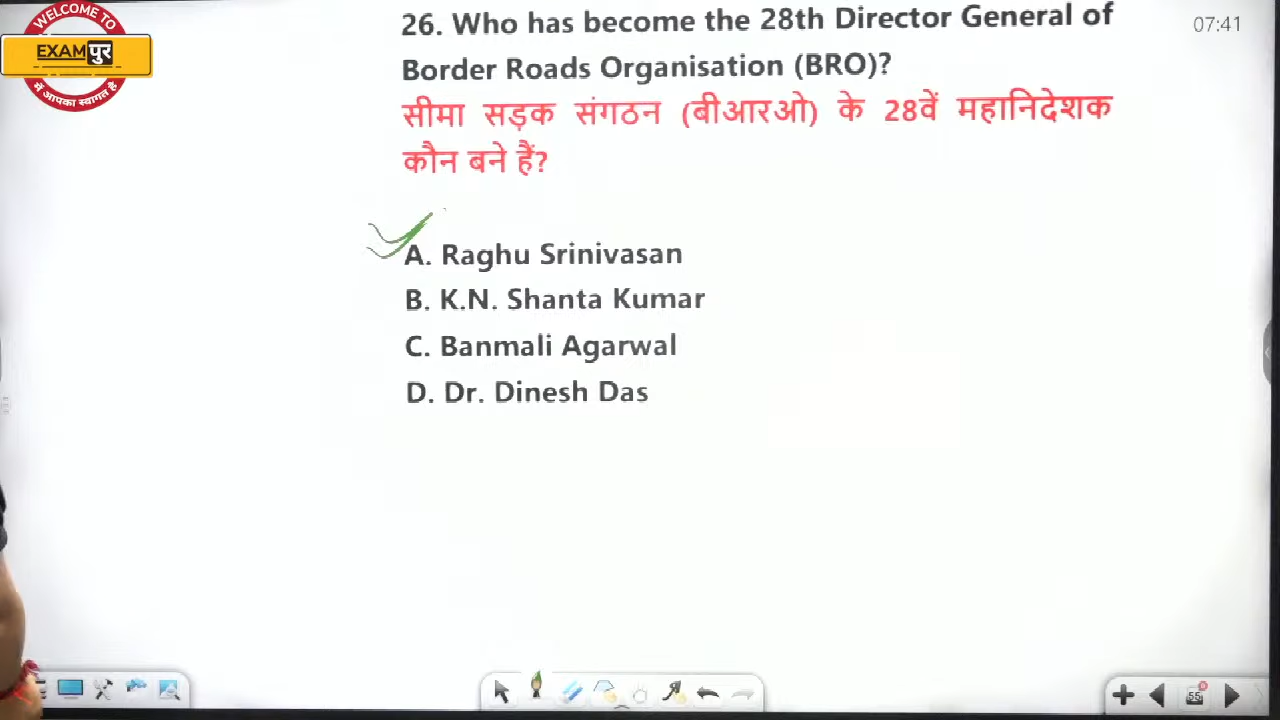 WELCOME TO
EXAMपुर
में आपका स्वागत है
07:41
26. Who has become the 28th Director General of
Border Roads Organisation (BRO)?
सीमा सड़क संगठन (बीआरओ) के 28वें महानिदेशक
कौन बने हैं?
A. Raghu Srinivasan
B. K.N. Shanta Kumar
C. Banmali Agarwal
D. Dr. Dinesh Das
55